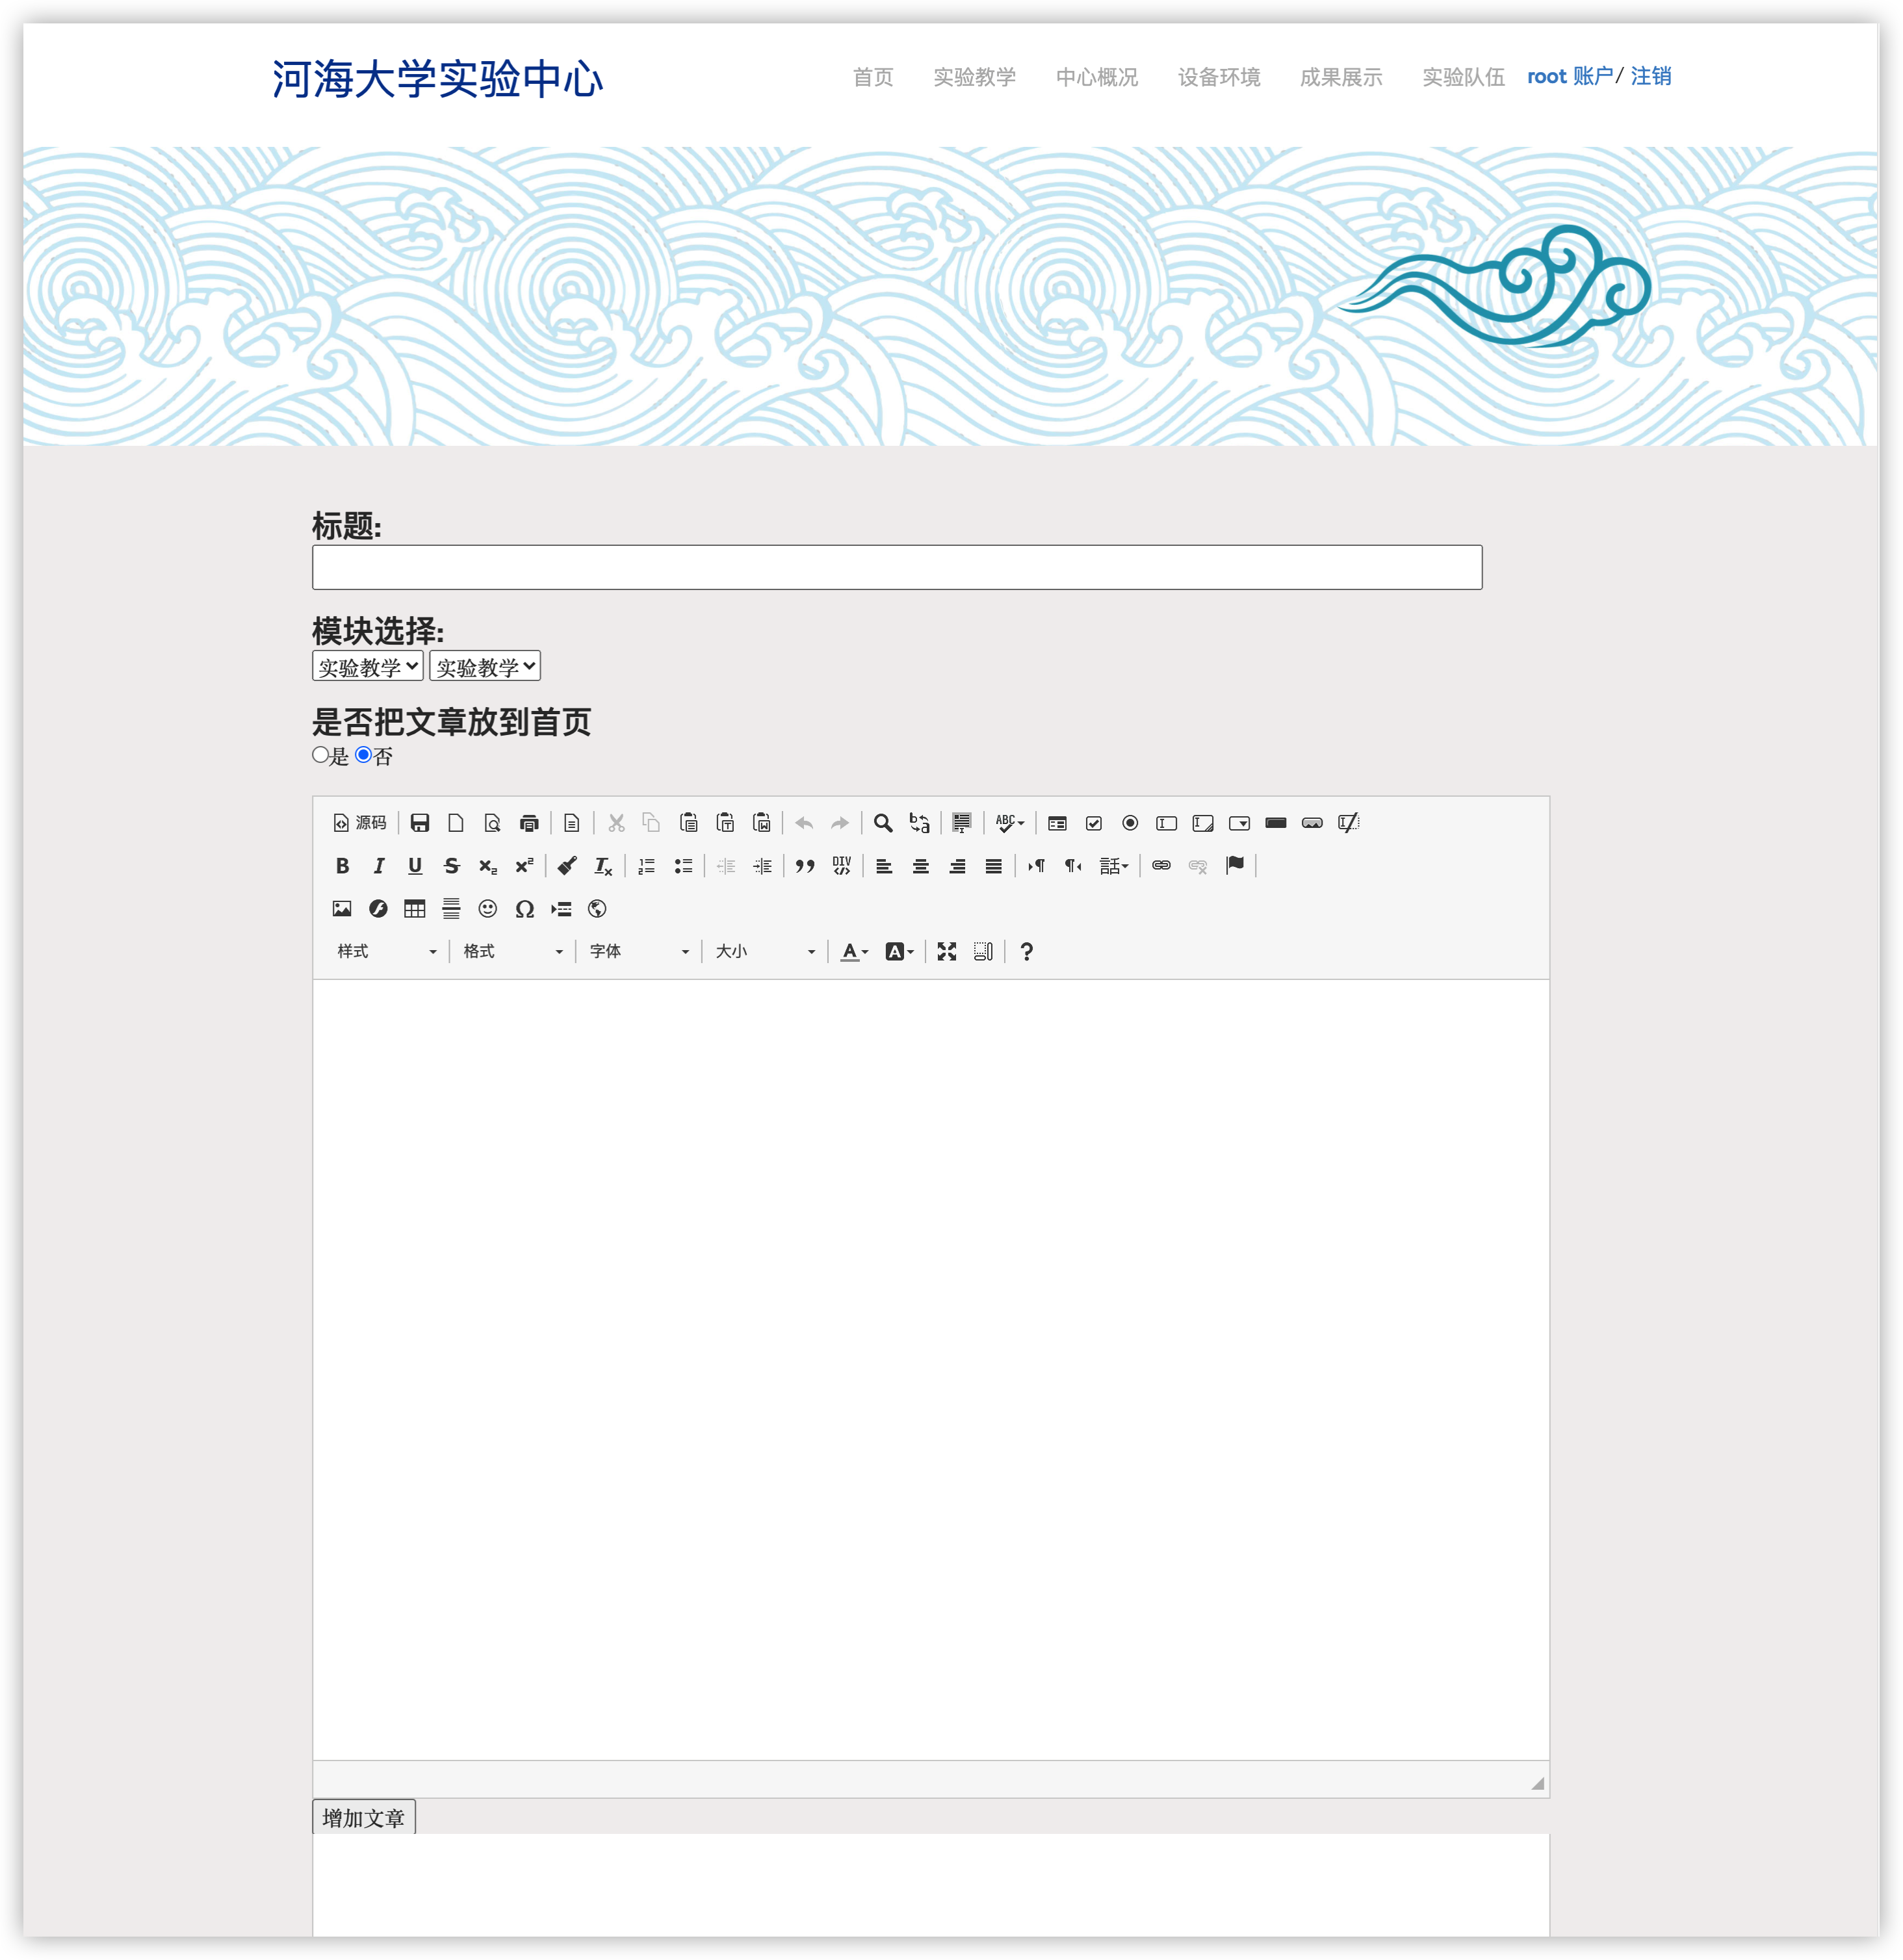 河海大学实验中心
首页 实验教学 中心概况 设备环境 成果展示 实验队伍 root 账户/ 注销
标题:
模块选择:
实验教学 实验教学
是否把文章放到首页
是 否
源码
样式 格式 字体 大小
增加文章